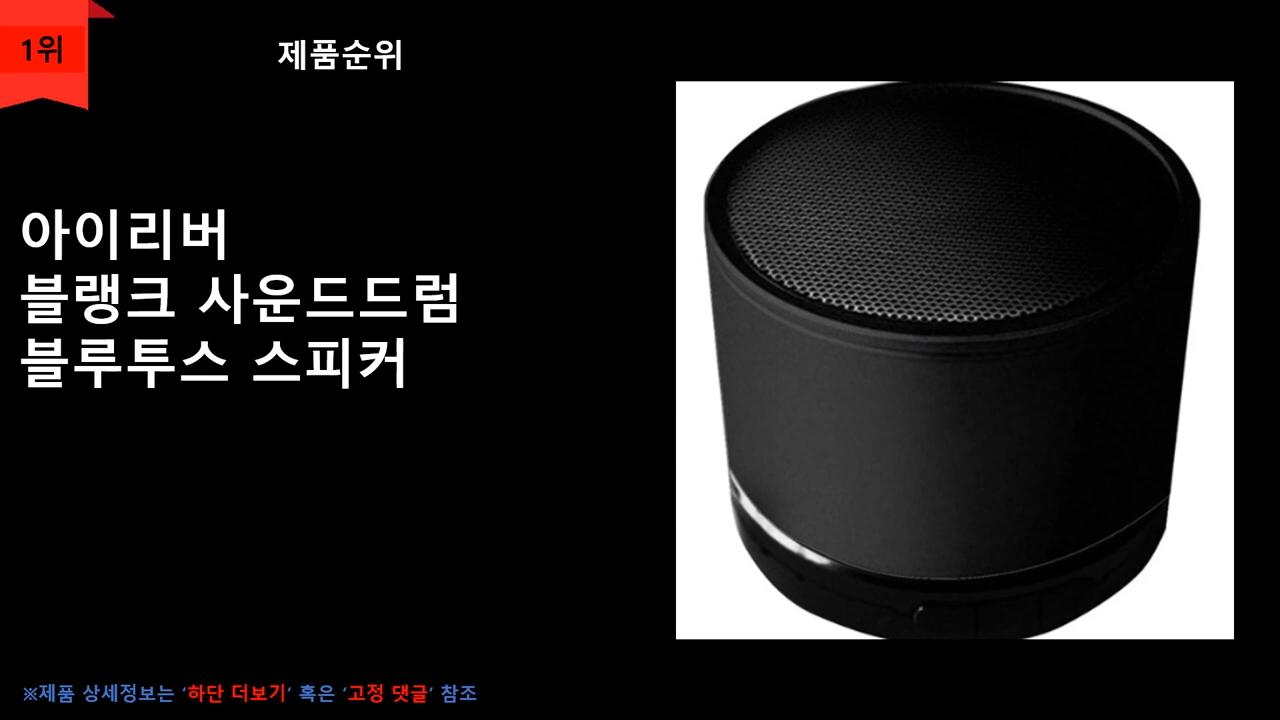 1위
제품순위
아이리버
블랭크 사운드드럼
블루투스 스피커
※제품 상세정보는 ‘하단 더보기’ 혹은 ‘고정 댓글’ 참조